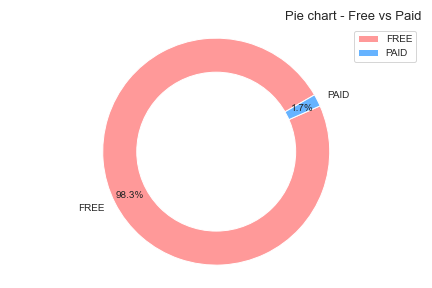 Pie chart - Free vs Paid
FREE
PAID
PAID
1.7%
98.3%
FREE